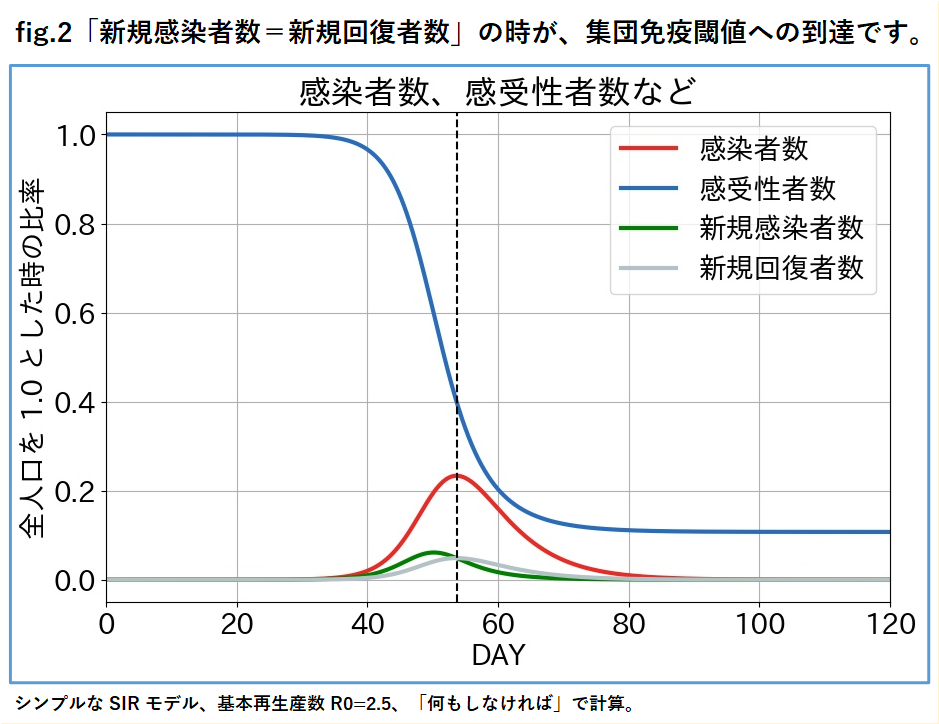 fig.2「新規感染者数＝新規回復者数」の時が、集団免疫閾値への到達です。
感染者数、感受性者数など
感染者数
感受性者数
新規感染者数
新規回復者数
全人口を 1.0 とした時の比率
1.0
0.8
0.6
0.4
0.2
0.0
0 20 40 60 80 100 120
DAY
シンプルな SIR モデル、基本再生産数 R0=2.5、「何もしなければ」で計算。